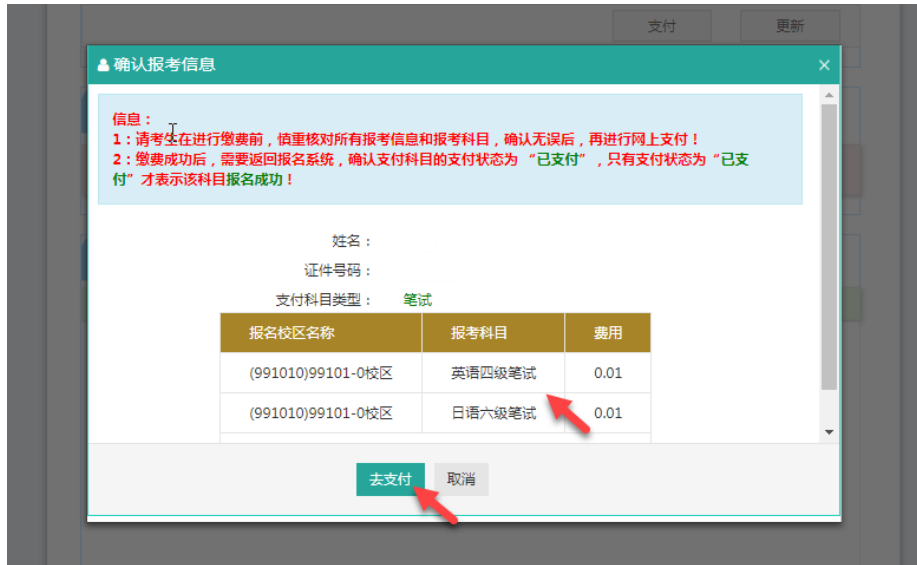 支付 更新
确认报考信息 ×
信息：
1：请考生在进行缴费前，慎重核对所有报考信息和报考科目，确认无误后，再进行网上支付！
2：缴费成功后，需要返回报名系统，确认支付科目的支付状态为“已支付”，只有支付状态为“已支
付”才表示该科目报名成功！
姓名：
证件号码：
支付科目类型： 笔试
报名校区名称 报考科目 费用
(991010)99101-0校区 英语四级笔试 0.01
(991010)99101-0校区 日语六级笔试 0.01
去支付 取消